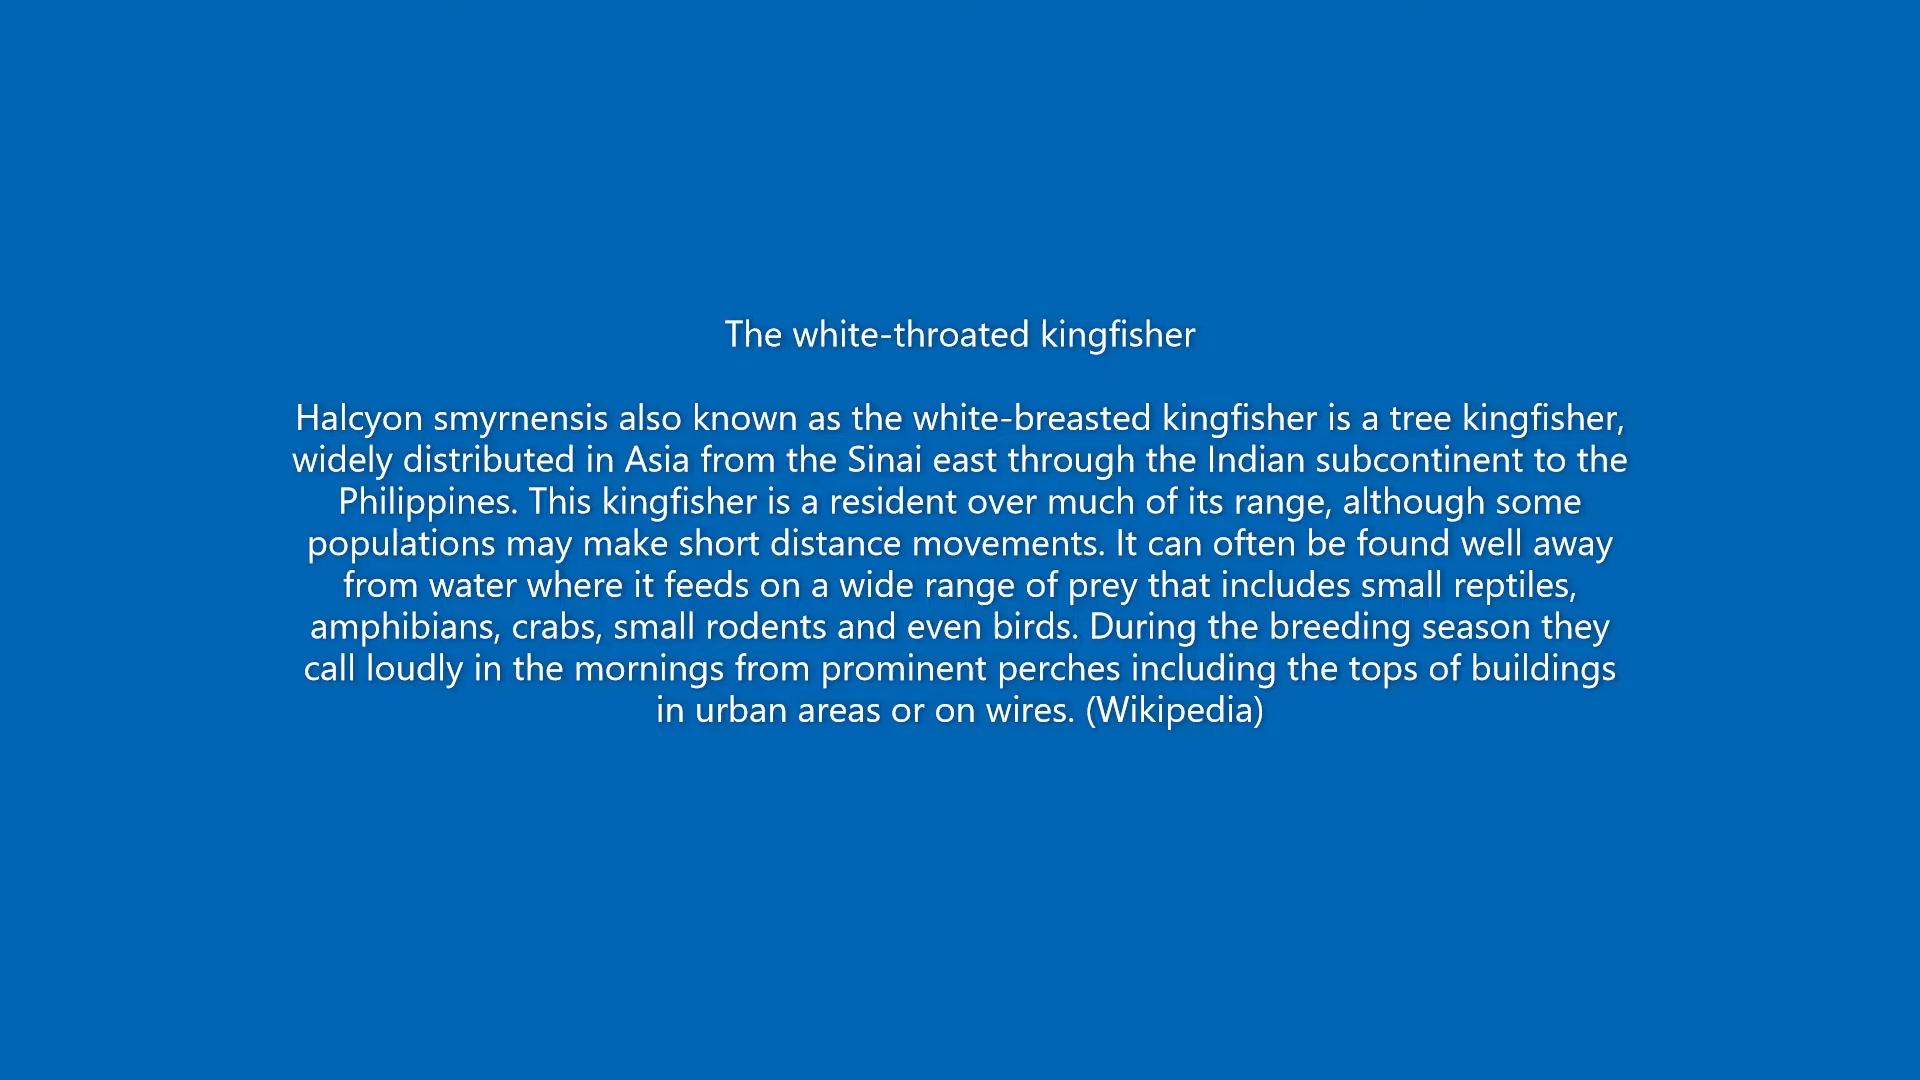 The white-throated kingfisher
Halcyon smyrnensis also known as the white-breasted kingfisher is a tree kingfisher,
widely distributed in Asia from the Sinai east through the Indian subcontinent to the
Philippines. This kingfisher is a resident over much of its range, although some
populations may make short distance movements. It can often be found well away
from water where it feeds on a wide range of prey that includes small reptiles,
amphibians, crabs, small rodents and even birds. During the breeding season they
call loudly in the mornings from prominent perches including the tops of buildings
in urban areas or on wires. (Wikipedia)